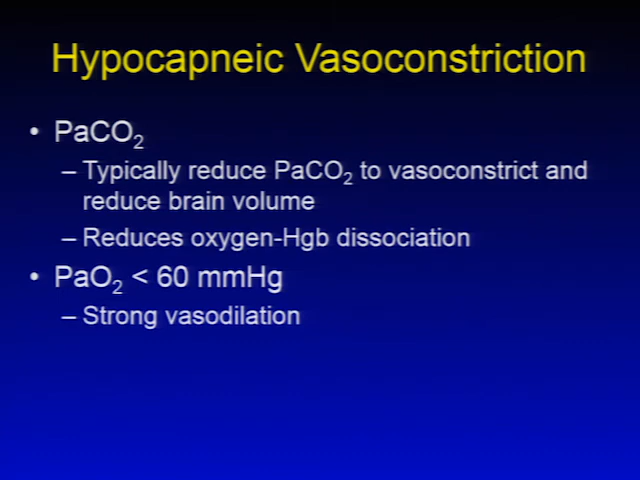 Hypocapneic Vasoconstriction
• PaCO₂
– Typically reduce PaCO₂ to vasoconstrict and
reduce brain volume
– Reduces oxygen-Hgb dissociation
• PaO₂ < 60 mmHg
– Strong vasodilation